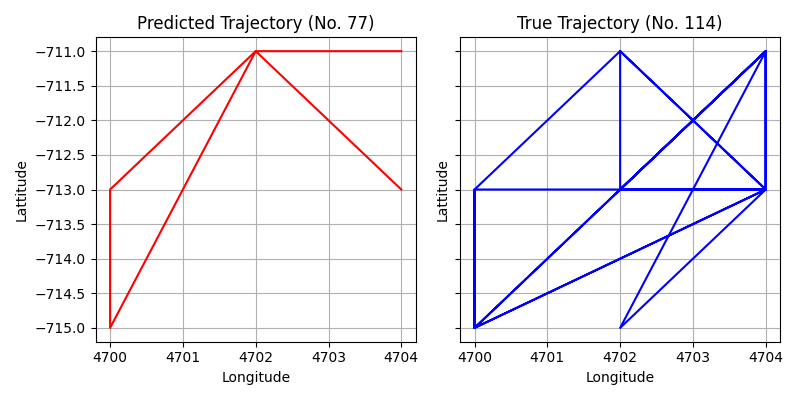 Predicted Trajectory (No. 77)
−711.0
−711.5
−712.0
−712.5
−713.0
−713.5
−714.0
−714.5
−715.0
Lattitude
4700 4701 4702 4703 4704
Longitude
True Trajectory (No. 114)
Lattitude
4700 4701 4702 4703 4704
Longitude